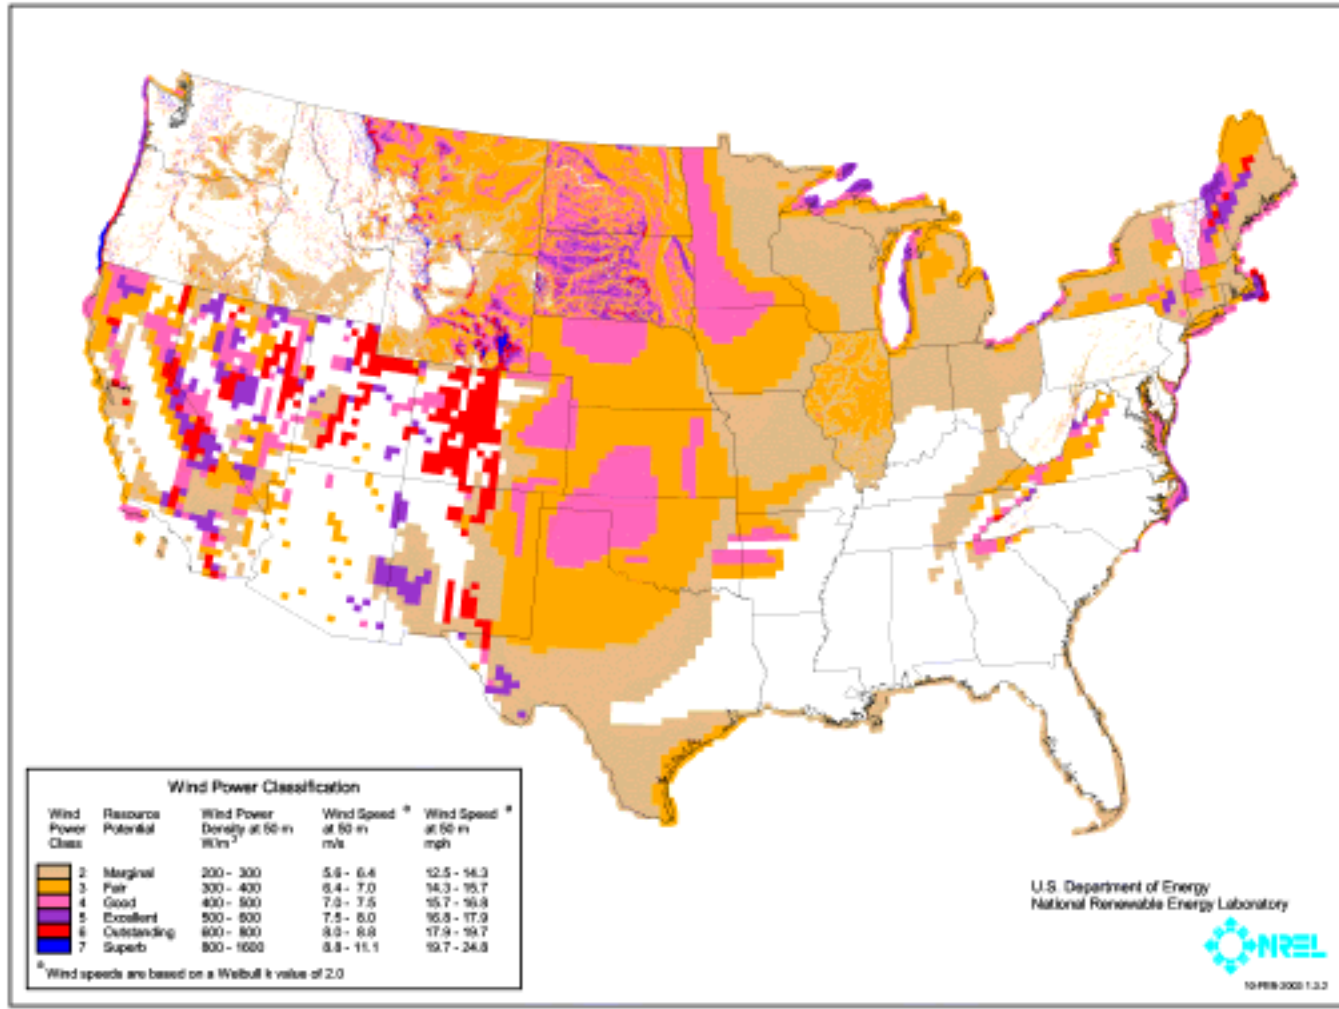 Wind Power Classification
Wind Power Class Resource Potential Wind Power Density at 50 m W/m² Wind Speed a at 50 m m/s Wind Speed a at 50 m mph
2 Marginal 200 - 300 5.6 - 6.4 12.5 - 14.3
3 Fair 300 - 400 6.4 - 7.0 14.3 - 15.7
4 Good 400 - 500 7.0 - 7.5 15.7 - 16.8
5 Excellent 500 - 600 7.5 - 8.0 16.8 - 17.9
6 Outstanding 600 - 800 8.0 - 8.8 17.9 - 19.7
7 Superb 800 - 1600 8.8 - 11.1 19.7 - 24.8
a Wind speeds are based on a Weibull k value of 2.0
U.S. Department of Energy
National Renewable Energy Laboratory
NREL